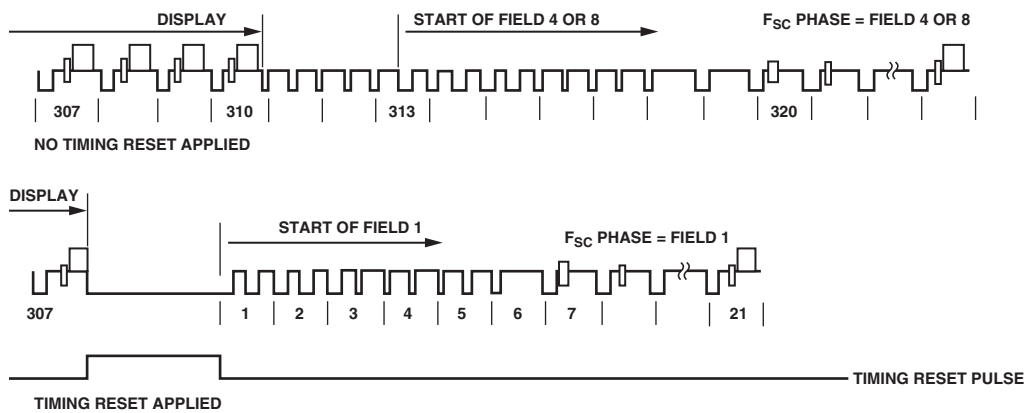 DISPLAY START OF FIELD 4 OR 8 FSC PHASE = FIELD 4 OR 8
307 310 313 320
NO TIMING RESET APPLIED
DISPLAY
START OF FIELD 1 FSC PHASE = FIELD 1
307 1 2 3 4 5 6 7 21
TIMING RESET PULSE
TIMING RESET APPLIED